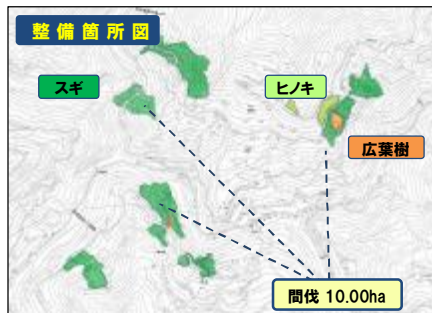 整備箇所図
スギ
ヒノキ
広葉樹
間伐 10.00ha